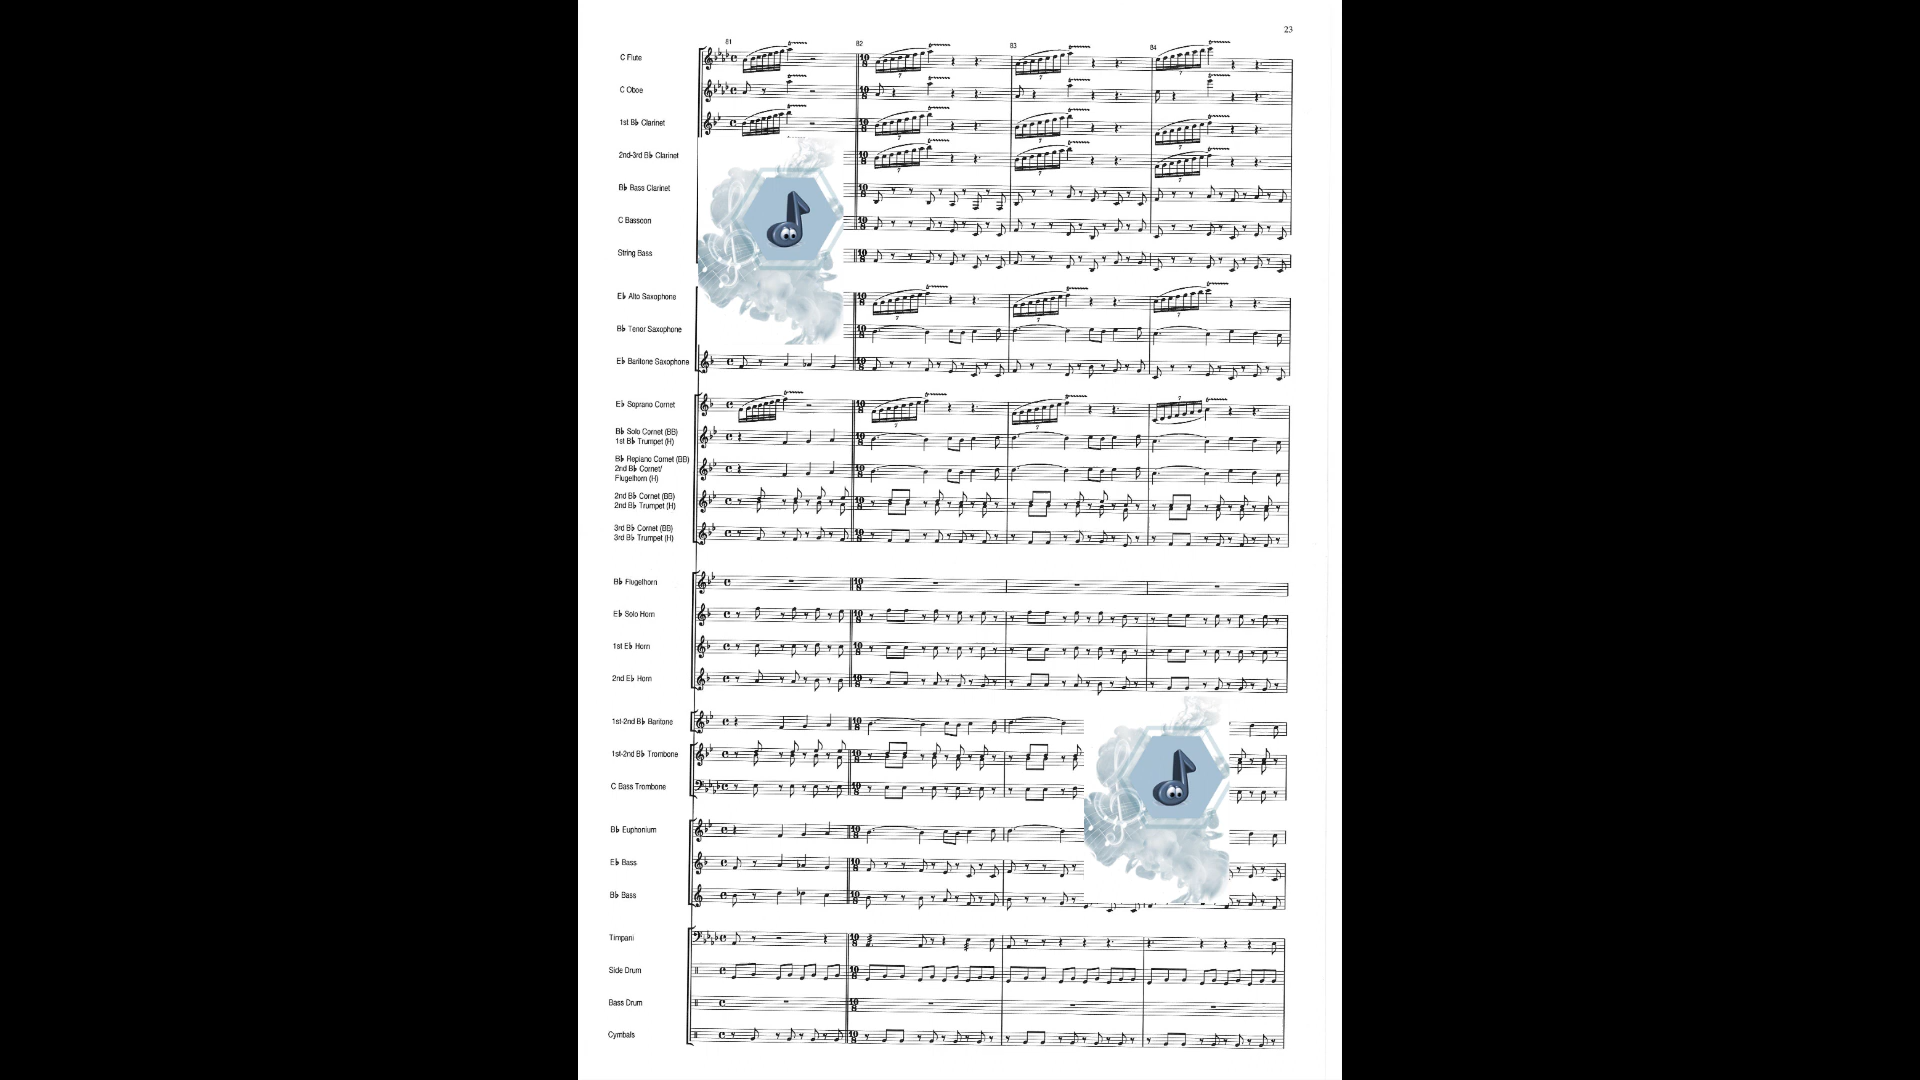 23
81 82 83 84
C Flute
C Oboe
1st B♭ Clarinet
2nd-3rd B♭ Clarinet
B♭ Bass Clarinet
C Bassoon
String Bass
E♭ Alto Saxophone
B♭ Tenor Saxophone
E♭ Baritone Saxophone
E♭ Soprano Cornet
B♭ Solo Cornet (BB)
1st B♭ Trumpet (H)
B♭ Repiano Cornet (BB)
2nd B♭ Cornet/
Flugelhorn (H)
2nd B♭ Cornet (BB)
2nd B♭ Trumpet (H)
3rd B♭ Cornet (BB)
3rd B♭ Trumpet (H)
B♭ Flugelhorn
E♭ Solo Horn
1st E♭ Horn
2nd E♭ Horn
1st-2nd B♭ Baritone
1st-2nd B♭ Trombone
C Bass Trombone
B♭ Euphonium
E♭ Bass
B♭ Bass
Timpani
Side Drum
Bass Drum
Cymbals